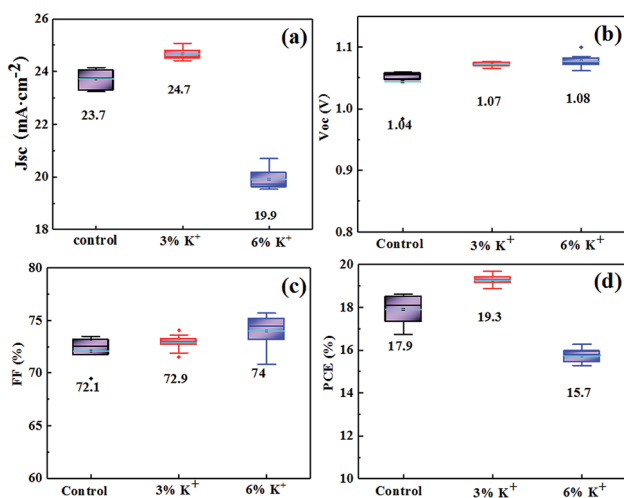 (a)
Jsc (mA·cm⁻²)
26
24
22
20
18
23.7
24.7
19.9
control 3% K⁺ 6% K⁺
(b)
Voc (V)
1.1
1.0
0.9
0.8
1.04
1.07
1.08
Control 3% K⁺ 6% K⁺
(c)
FF (%)
80
75
70
65
60
72.1
72.9
74
Control 3% K⁺ 6% K⁺
(d)
PCE (%)
20
18
16
14
12
10
17.9
19.3
15.7
Control 3% K⁺ 6% K⁺